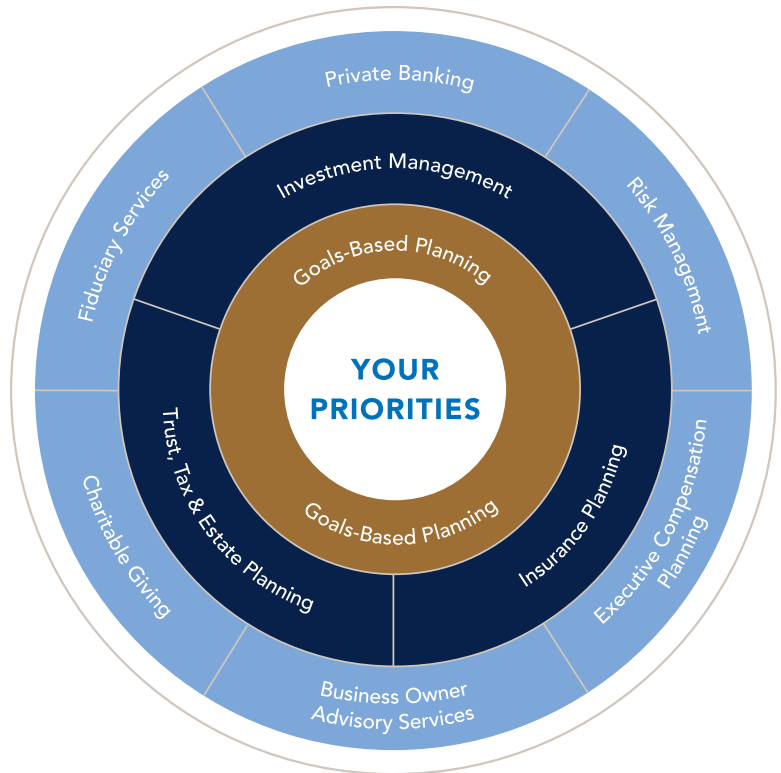 Private Banking
Investment Management
Goals-Based Planning
YOUR
PRIORITIES
Goals-Based Planning
Fiduciary Services
Risk Management
Trust, Tax & Estate Planning
Insurance Planning
Charitable Giving
Executive Compensation
Planning
Business Owner
Advisory Services